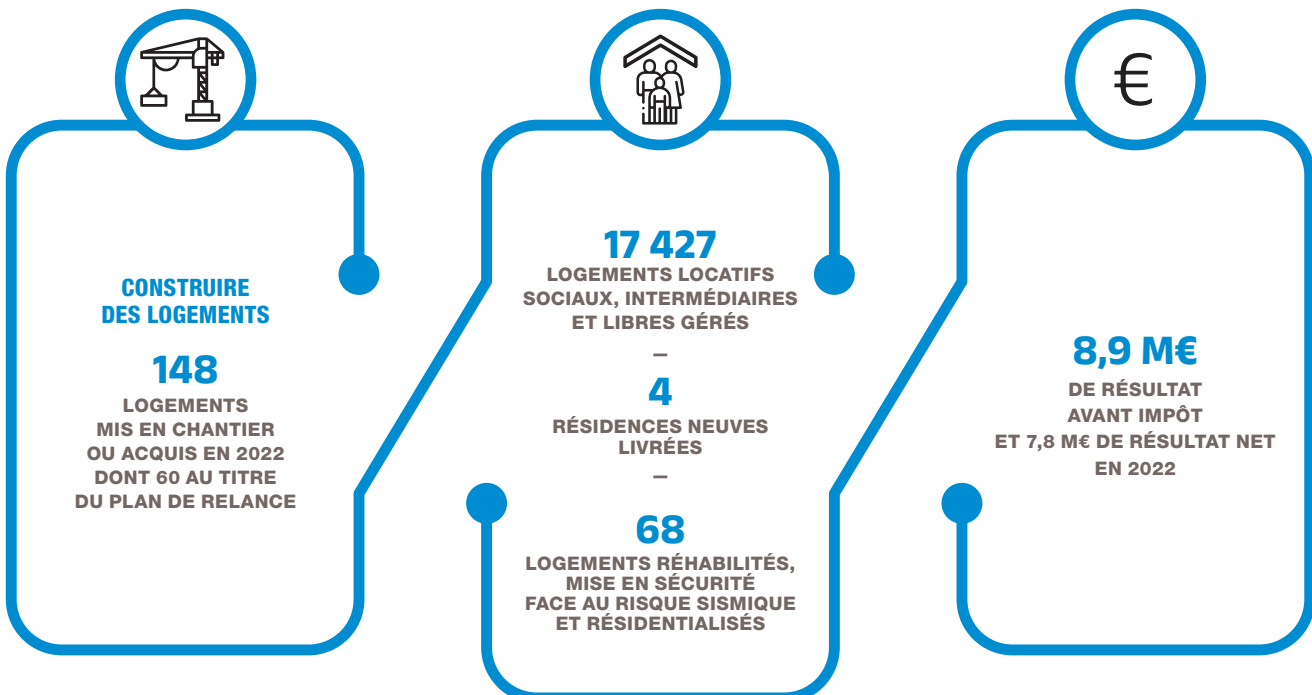 CONSTRUIRE
DES LOGEMENTS
148
LOGEMENTS
MIS EN CHANTIER
OU ACQUIS EN 2022
DONT 60 AU TITRE
DU PLAN DE RELANCE
17 427
LOGEMENTS LOCATIFS
SOCIAUX, INTERMÉDIAIRES
ET LIBRES GÉRÉS
–
4
RÉSIDENCES NEUVES
LIVRÉES
–
68
LOGEMENTS RÉHABILITÉS,
MISE EN SÉCURITÉ
FACE AU RISQUE SISMIQUE
ET RÉSIDENTIALISÉS
€
8,9 M€
DE RÉSULTAT
AVANT IMPÔT
ET 7,8 M€ DE RÉSULTAT NET
EN 2022